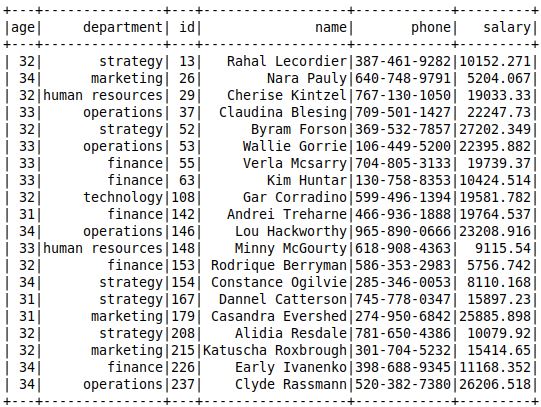 +---+---------------+---+------------------+------------+---------+
|age|     department| id|              name|       phone|   salary|
+---+---------------+---+------------------+------------+---------+
| 32|       strategy| 13|   Rahal Lecordier|387-461-9282|10152.271|
| 34|      marketing| 26|        Nara Pauly|640-748-9791| 5204.067|
| 32|human resources| 29|   Cherise Kintzel|767-130-1050| 19033.33|
| 33|     operations| 37|  Claudina Blesing|709-501-1427| 22247.73|
| 32|       strategy| 52|      Byram Forson|369-532-7857|27202.349|
| 33|     operations| 53|     Wallie Gorrie|106-449-5200|22395.882|
| 33|        finance| 55|     Verla Mcsarry|704-805-3133| 19739.37|
| 33|        finance| 63|        Kim Huntar|130-758-8353|10424.514|
| 32|     technology|108|     Gar Corradino|599-496-1394|19581.782|
| 31|        finance|142|   Andrei Treharne|466-936-1888|19764.537|
| 34|     operations|146|    Lou Hackworthy|965-890-0666|23208.916|
| 33|human resources|148|   Minny McGourty|618-908-4363|  9115.54|
| 32|        finance|153| Rodrique Berryman|586-353-2983| 5756.742|
| 34|       strategy|154| Constance Ogilvie|285-346-0053| 8110.168|
| 31|       strategy|167|  Dannel Catterson|745-778-0347| 15897.23|
| 31|      marketing|179| Casandra Evershed|274-950-6842|25885.898|
| 32|       strategy|208|    Alidia Resdale|781-650-4386| 10079.92|
| 32|      marketing|215|Katuscha Roxbrough|301-704-5232| 15414.65|
| 34|        finance|226|    Early Ivanenko|398-688-9345|11168.352|
| 34|     operations|237|    Clyde Rassmann|520-382-7380|26206.518|
+---+---------------+---+------------------+------------+---------+